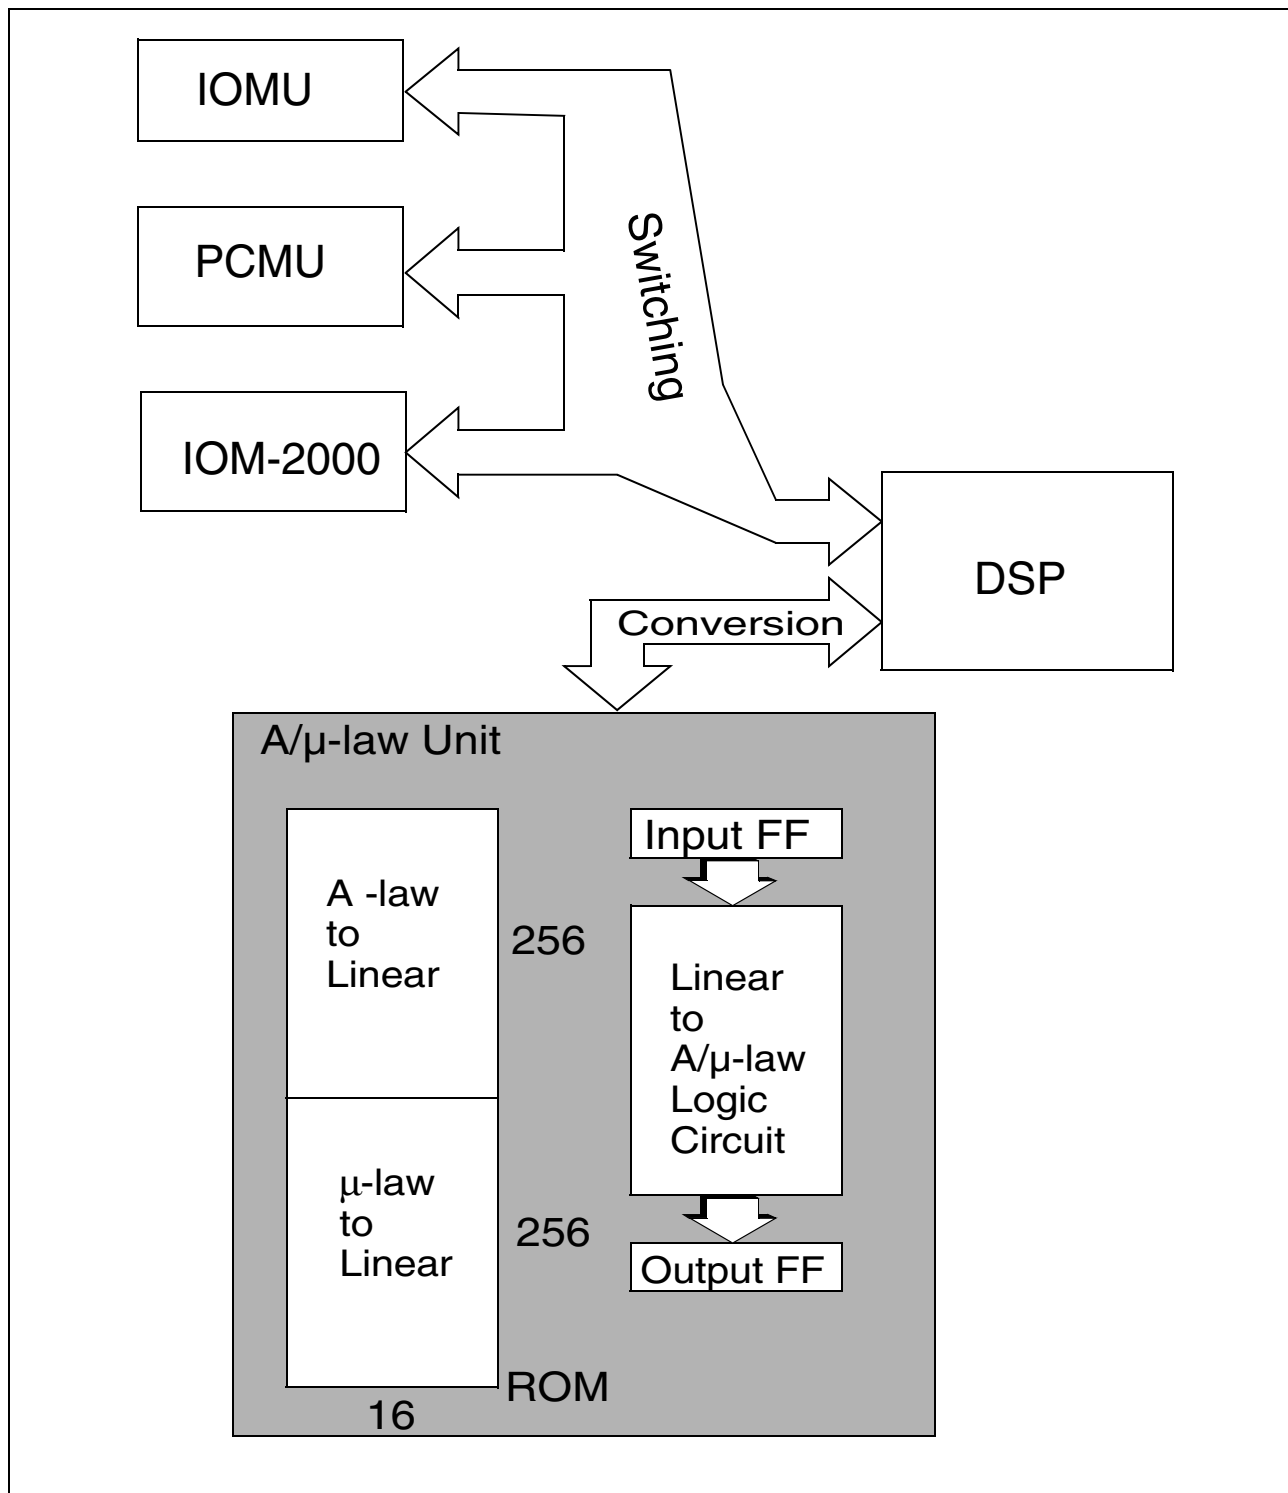 IOMU
Switching
PCMU
IOM-2000
DSP
Conversion
A/µ-law Unit
A -law
to
Linear
256
µ-law
to
Linear
256
16
ROM
Input FF
Linear
to
A/µ-law
Logic
Circuit
Output FF